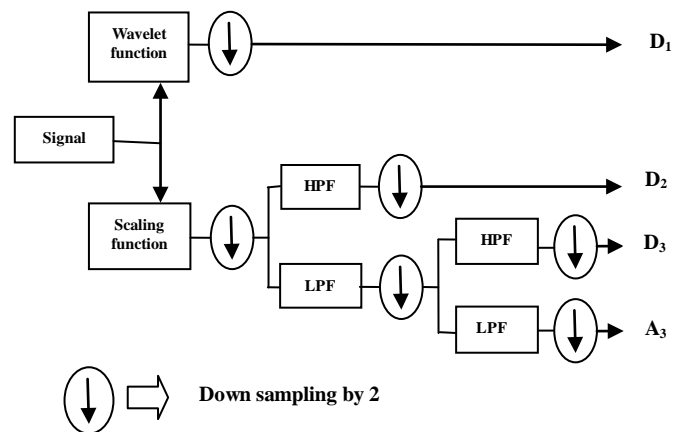 Wavelet
function
D1
Signal
Scaling
function
HPF
D2
LPF
HPF
D3
LPF
A3
Down sampling by 2